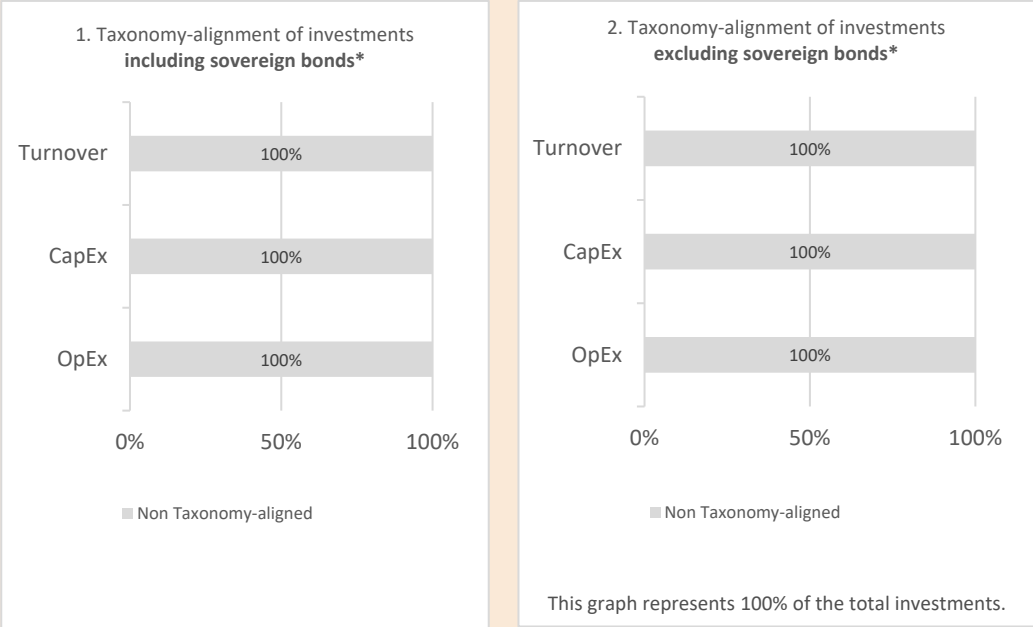 1. Taxonomy-alignment of investments
including sovereign bonds*
Turnover
100%
CapEx
100%
OpEx
100%
0% 50% 100%
Non Taxonomy-aligned
2. Taxonomy-alignment of investments
excluding sovereign bonds*
Turnover
100%
CapEx
100%
OpEx
100%
0% 50% 100%
Non Taxonomy-aligned
This graph represents 100% of the total investments.